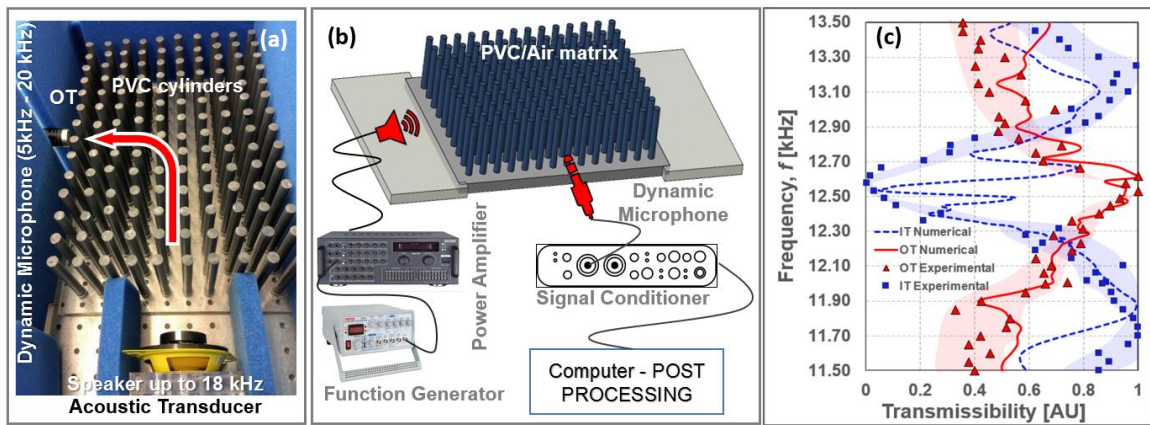 (a)
Dynamic Microphone (5kHz - 20 kHz)
OT
PVC cylinders
Speaker up to 18 kHz
Acoustic Transducer
(b)
PVC/Air matrix
Dynamic
Microphone
Power Amplifier
Signal Conditioner
Function Generator
Computer - POST
PROCESSING
(c)
Frequency, f [kHz]
13.50
13.30
13.10
12.90
12.70
12.50
12.30
12.10
11.90
11.70
11.50
IT Numerical
OT Numerical
OT Experimental
IT Experimental
0 0.2 0.4 0.6 0.8 1
Transmissibility [AU]